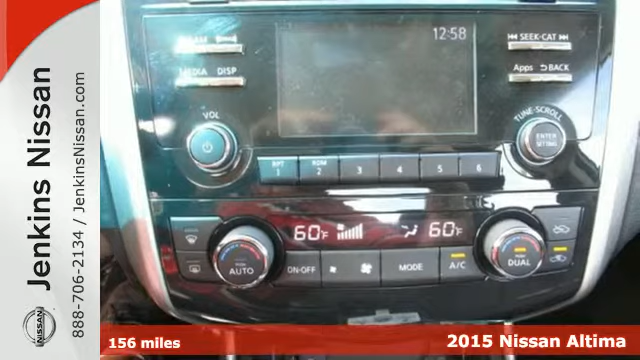 Jenkins Nissan
888-706-2134 / JenkinsNissan.com
NISSAN
12:58
SEEK-CAT
DISP
Apps BACK
VOL
TUNE-SCROLL
ENTER
SETTING
RPT 1
RDM 2
3
4
5
6
60°F
60°F
AUTO
ON-OFF
MODE
A/C
DUAL
156 miles
2015 Nissan Altima